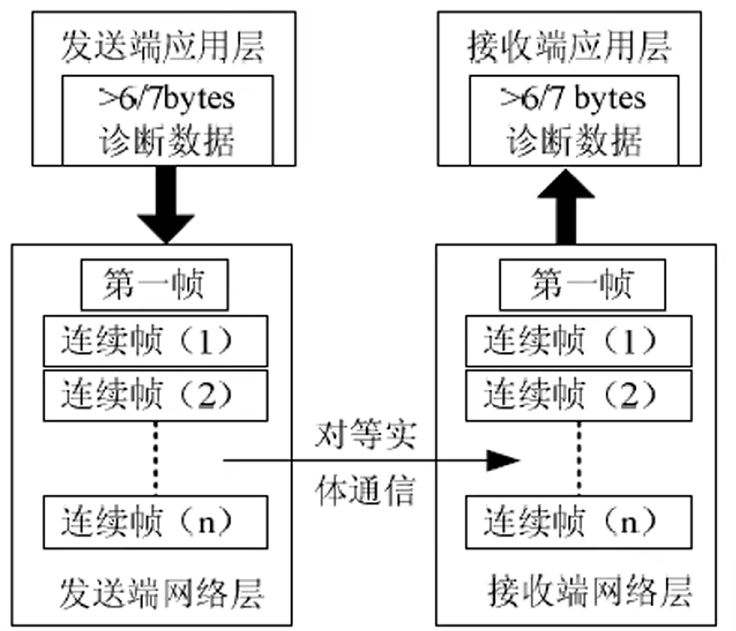 发送端应用层
>6/7bytes
诊断数据
接收端应用层
>6/7 bytes
诊断数据
第一帧
连续帧（1）
连续帧（2）
连续帧（n）
发送端网络层
对等实
体通信
第一帧
连续帧（1）
连续帧（2）
连续帧（n）
接收端网络层